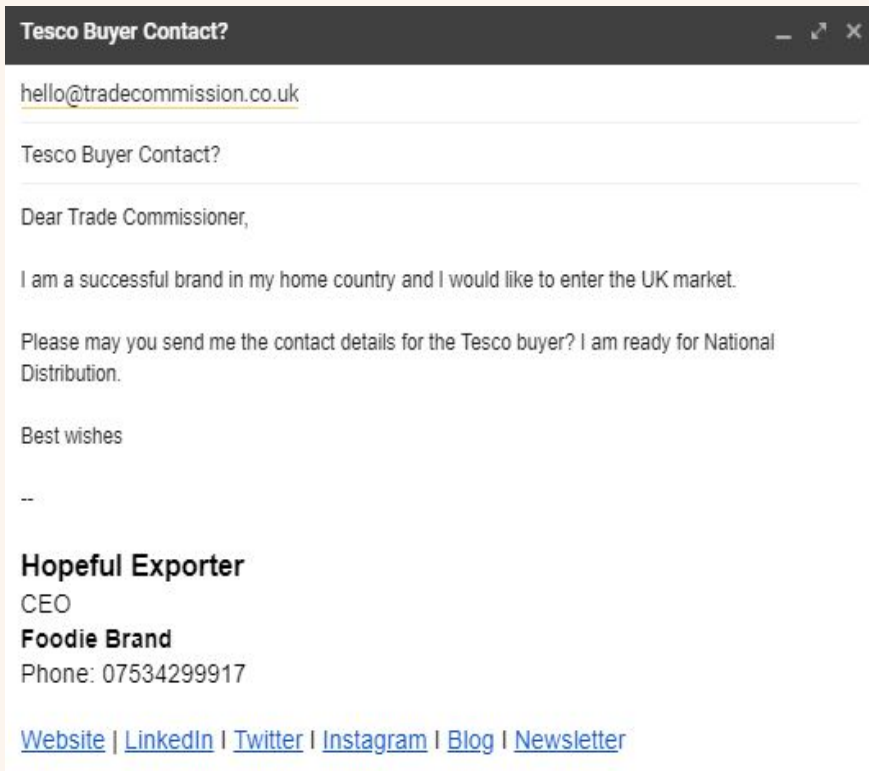 Tesco Buyer Contact?
hello@tradecommission.co.uk
Tesco Buyer Contact?
Dear Trade Commissioner,
I am a successful brand in my home country and I would like to enter the UK market.
Please may you send me the contact details for the Tesco buyer? I am ready for National
Distribution.
Best wishes
--
Hopeful Exporter
CEO
Foodie Brand
Phone: 07534299917
Website | LinkedIn I Twitter I Instagram I Blog I Newsletter